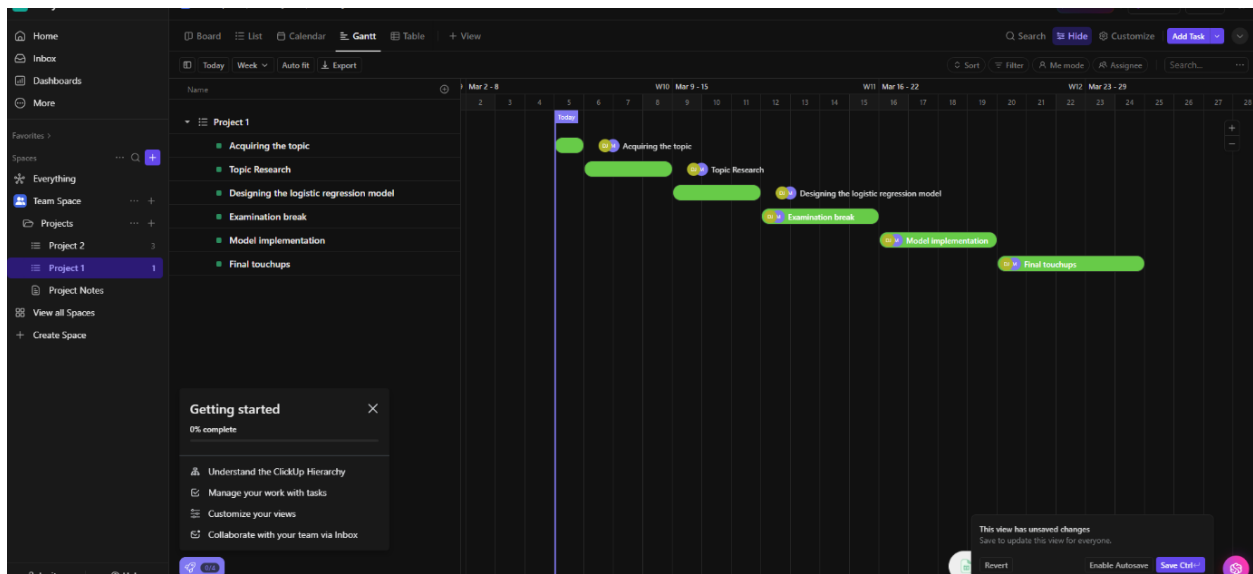 Home
Inbox
Dashboards
More
Favorites >
Spaces
Everything
Team Space
Projects
Project 2 3
Project 1 1
Project Notes
View all Spaces
Create Space
Board List Calendar Gantt Table + View
Search Hide Customize Add Task
Today Week Auto fit Export
Sort Filter Me mode Assignee Search...
Name
Mar 2 - 8 W10 Mar 9 - 15 W11 Mar 16 - 22 W12 Mar 23 - 29
2 3 4 5 6 7 8 9 10 11 12 13 14 15 16 17 18 19 20 21 22 23 24 25 26 27 28
Today
Project 1
Acquiring the topic
Topic Research
Designing the logistic regression model
Examination break
Model implementation
Final touchups
Acquiring the topic
Topic Research
Designing the logistic regression model
Examination break
Model implementation
Final touchups
Getting started
0% complete
Understand the ClickUp Hierarchy
Manage your work with tasks
Customize your views
Collaborate with your team via Inbox
0/4
This view has unsaved changes
Save to update this view for everyone.
Revert Enable Autosave Save Ctrl+↵